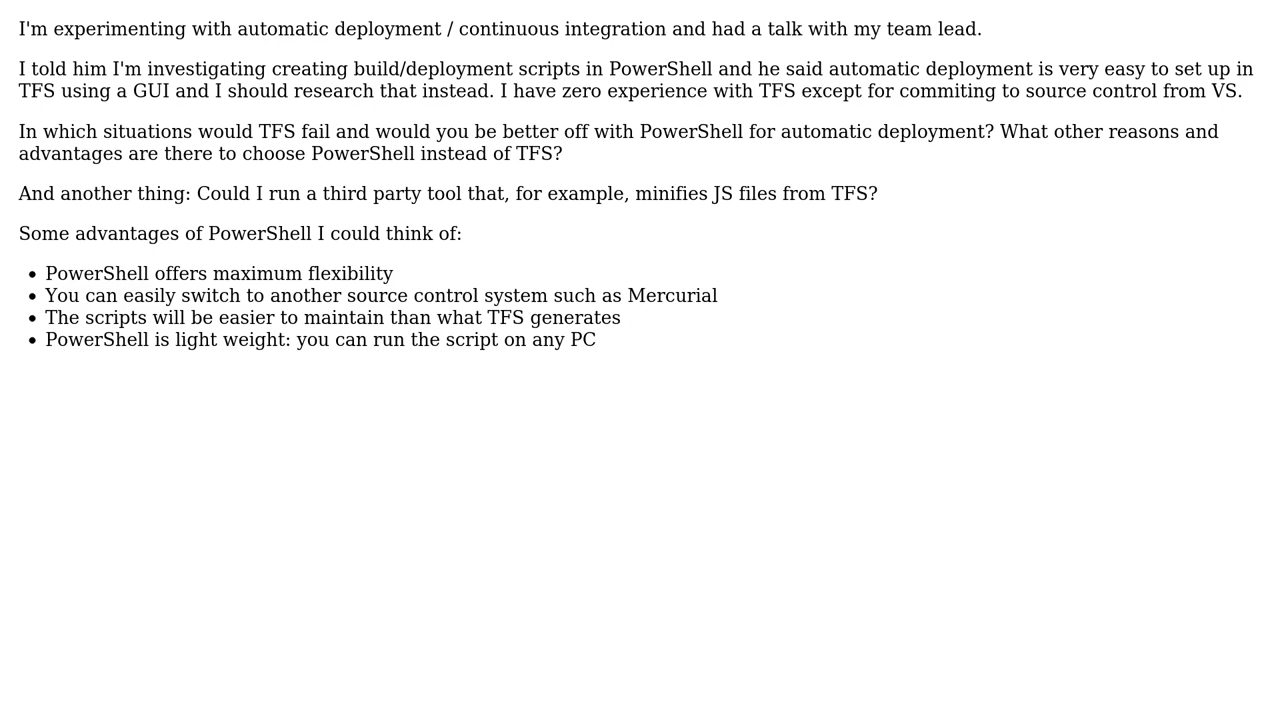 I'm experimenting with automatic deployment / continuous integration and had a talk with my team lead.
I told him I'm investigating creating build/deployment scripts in PowerShell and he said automatic deployment is very easy to set up in
TFS using a GUI and I should research that instead. I have zero experience with TFS except for commiting to source control from VS.
In which situations would TFS fail and would you be better off with PowerShell for automatic deployment? What other reasons and
advantages are there to choose PowerShell instead of TFS?
And another thing: Could I run a third party tool that, for example, minifies JS files from TFS?
Some advantages of PowerShell I could think of:
• PowerShell offers maximum flexibility
• You can easily switch to another source control system such as Mercurial
• The scripts will be easier to maintain than what TFS generates
• PowerShell is light weight: you can run the script on any PC